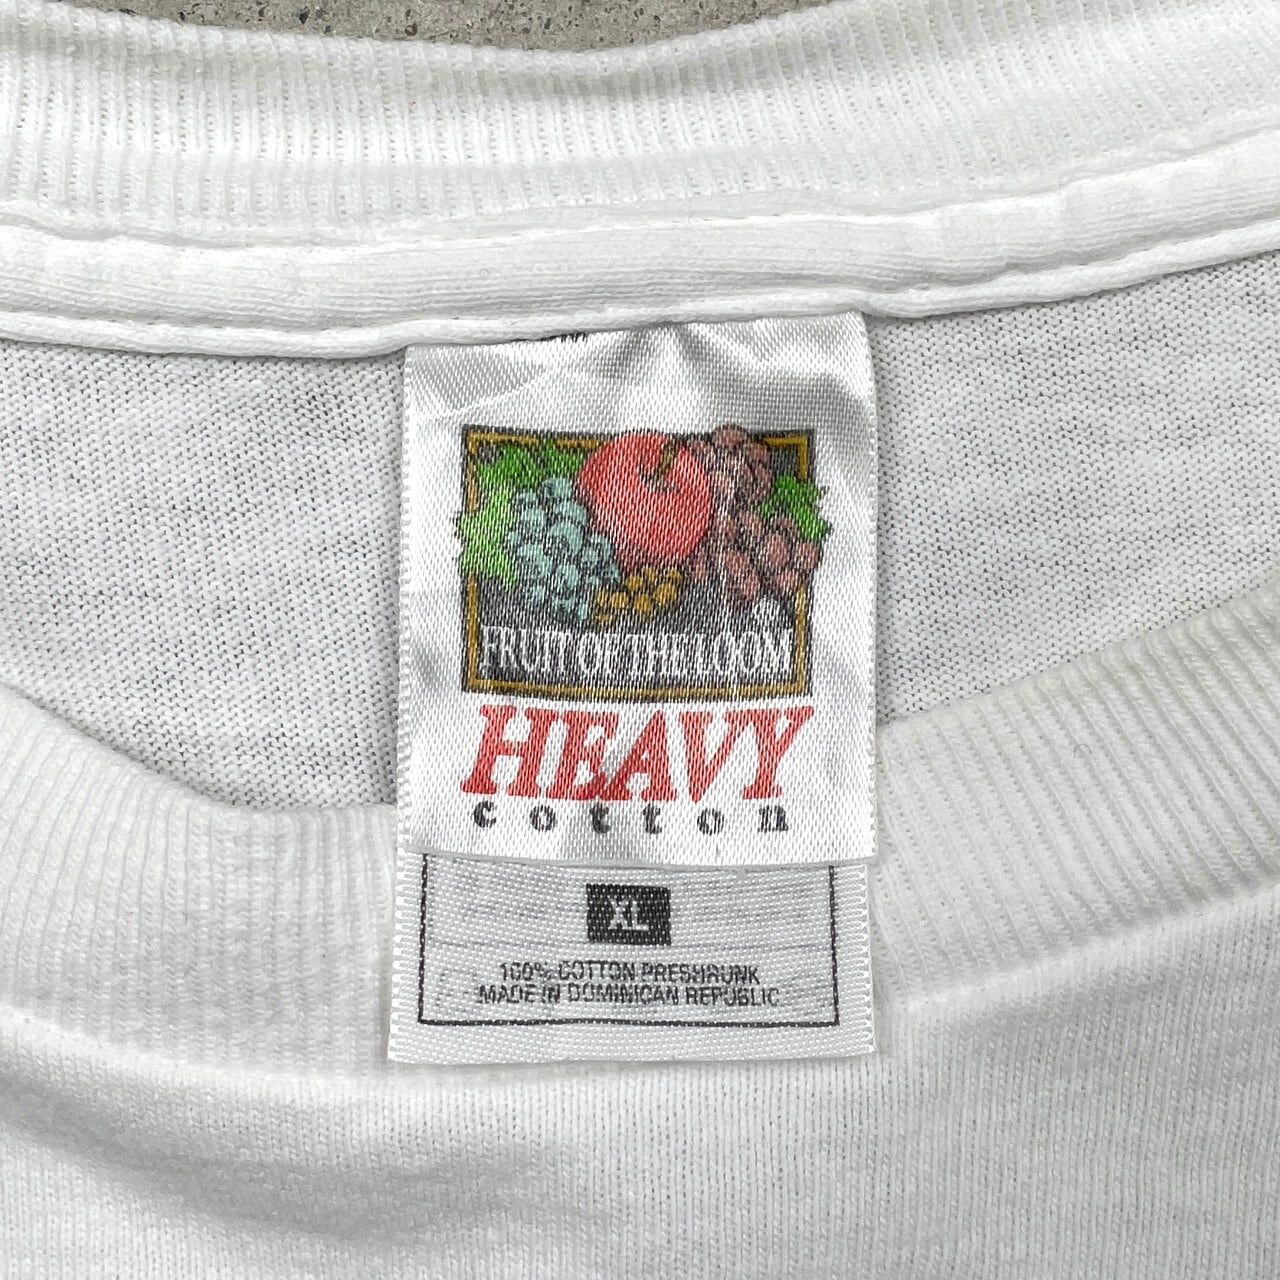 FRUIT OF THE LOOM
®
HEAVY
cotton
XL
100% COTTON PRESHRUNK
MADE IN DOMINICAN REPUBLIC